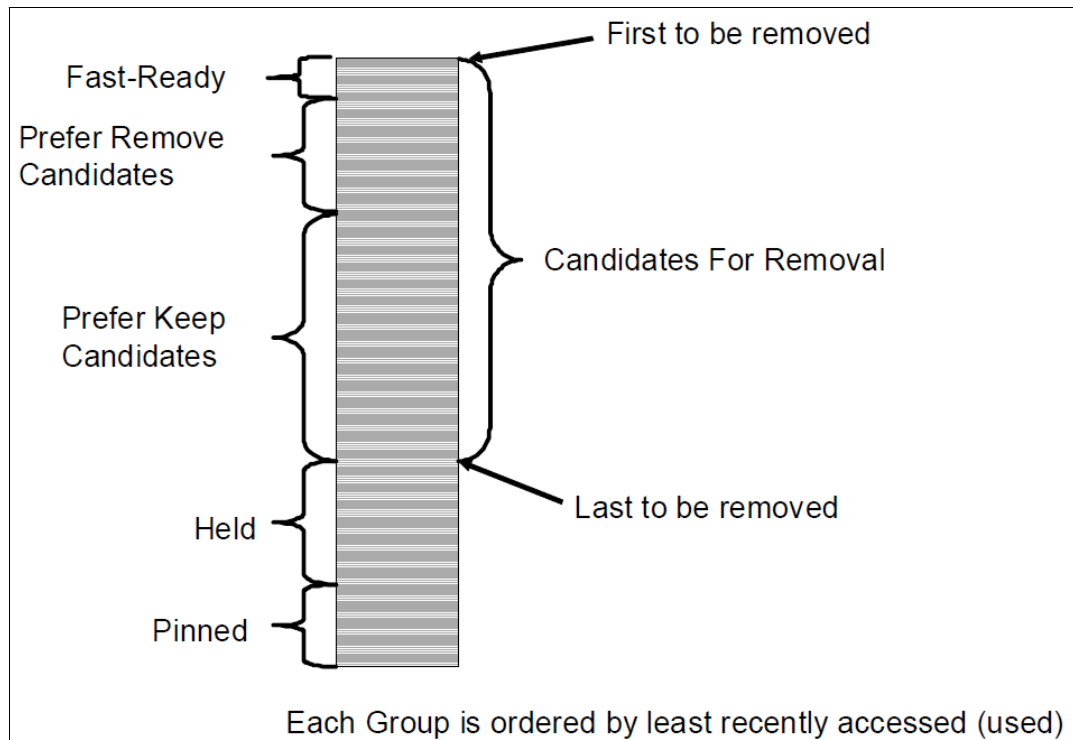 First to be removed
Fast-Ready
Prefer Remove
Candidates
Candidates For Removal
Prefer Keep
Candidates
Last to be removed
Held
Pinned
Each Group is ordered by least recently accessed (used)